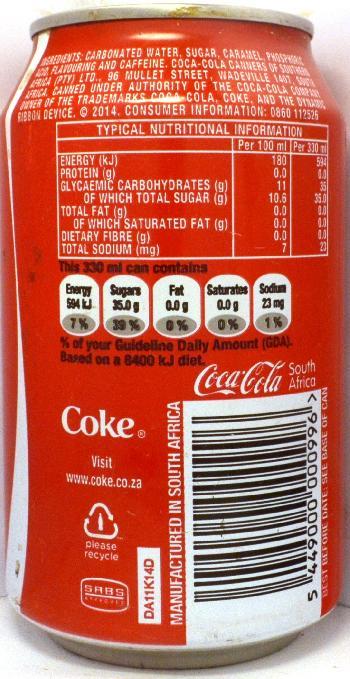 INGREDIENTS: CARBONATED WATER, SUGAR, CARAMEL, PHOSPHORIC
ACID, FLAVOURING AND CAFFEINE. COCA-COLA CANNERS OF SOUTHERN
AFRICA (PTY) LTD., 96 MULLET STREET, WADEVILLE EAST, SOUTH
AFRICA. CANNED UNDER AUTHORITY OF THE COCA-COLA COMPANY
OWNER OF THE TRADEMARKS COCA-COLA, COKE, AND THE DYNAMIC
RIBBON DEVICE. © 2014. CONSUMER INFORMATION: 0860 112526
TYPICAL NUTRITIONAL INFORMATION
Per 100 ml Per 330 ml
ENERGY (kJ) 180 594
PROTEIN (g) 0.0 0.0
GLYCAEMIC CARBOHYDRATES (g) 11 35
OF WHICH TOTAL SUGAR (g) 10.6 35.0
TOTAL FAT (g) 0.0 0.0
OF WHICH SATURATED FAT (g) 0.0 0.0
DIETARY FIBRE (g) 0.0 0.0
TOTAL SODIUM (mg) 7 23
This 330 ml can contains
Energy Sugars Fat Saturates Sodium
594 kJ 35.0 g 0.0 g 0.0 g 23 mg
7 % 39 % 0 % 0 % 1 %
% of your Guideline Daily Amount (GDA).
Based on a 8400 kJ diet.
Coca-Cola South
Africa
Coke®
Visit
www.coke.co.za
please
recycle
SABS
APPROVED
DA11K14D
MANUFACTURED IN SOUTH AFRICA
5 449000 000996 >
BEST BEFORE DATE: SEE BASE OF CAN